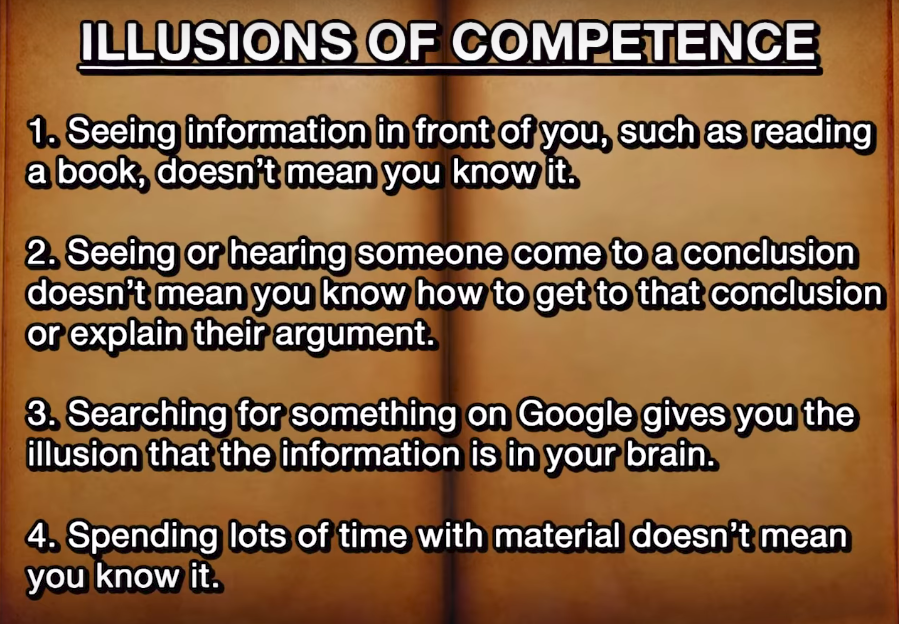 ILLUSIONS OF COMPETENCE
1. Seeing information in front of you, such as reading
a book, doesn’t mean you know it.
2. Seeing or hearing someone come to a conclusion
doesn’t mean you know how to get to that conclusion
or explain their argument.
3. Searching for something on Google gives you the
illusion that the information is in your brain.
4. Spending lots of time with material doesn’t mean
you know it.